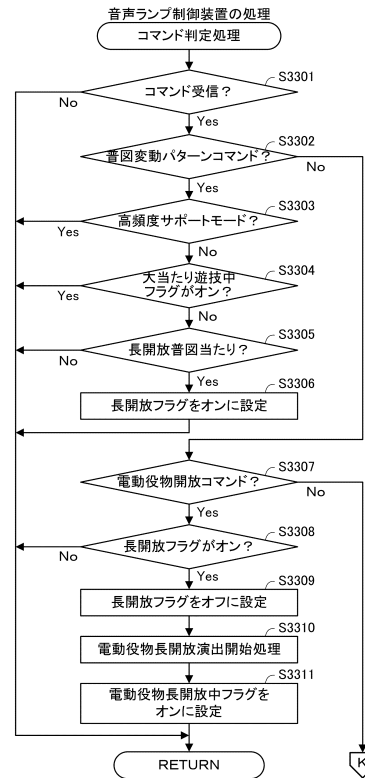 音声ランプ制御装置の処理
コマンド判定処理
S3301
コマンド受信？
No
Yes
S3302
普図変動パターンコマンド？
No
Yes
S3303
高頻度サポートモード？
Yes
No
S3304
大当たり遊技中
フラグがオン？
Yes
No
S3305
長開放普図当たり？
No
Yes
S3306
長開放フラグをオンに設定
S3307
電動役物開放コマンド？
No
Yes
S3308
長開放フラグがオン？
No
Yes
S3309
長開放フラグをオフに設定
S3310
電動役物長開放演出開始処理
S3311
電動役物長開放中フラグを
オンに設定
RETURN
K